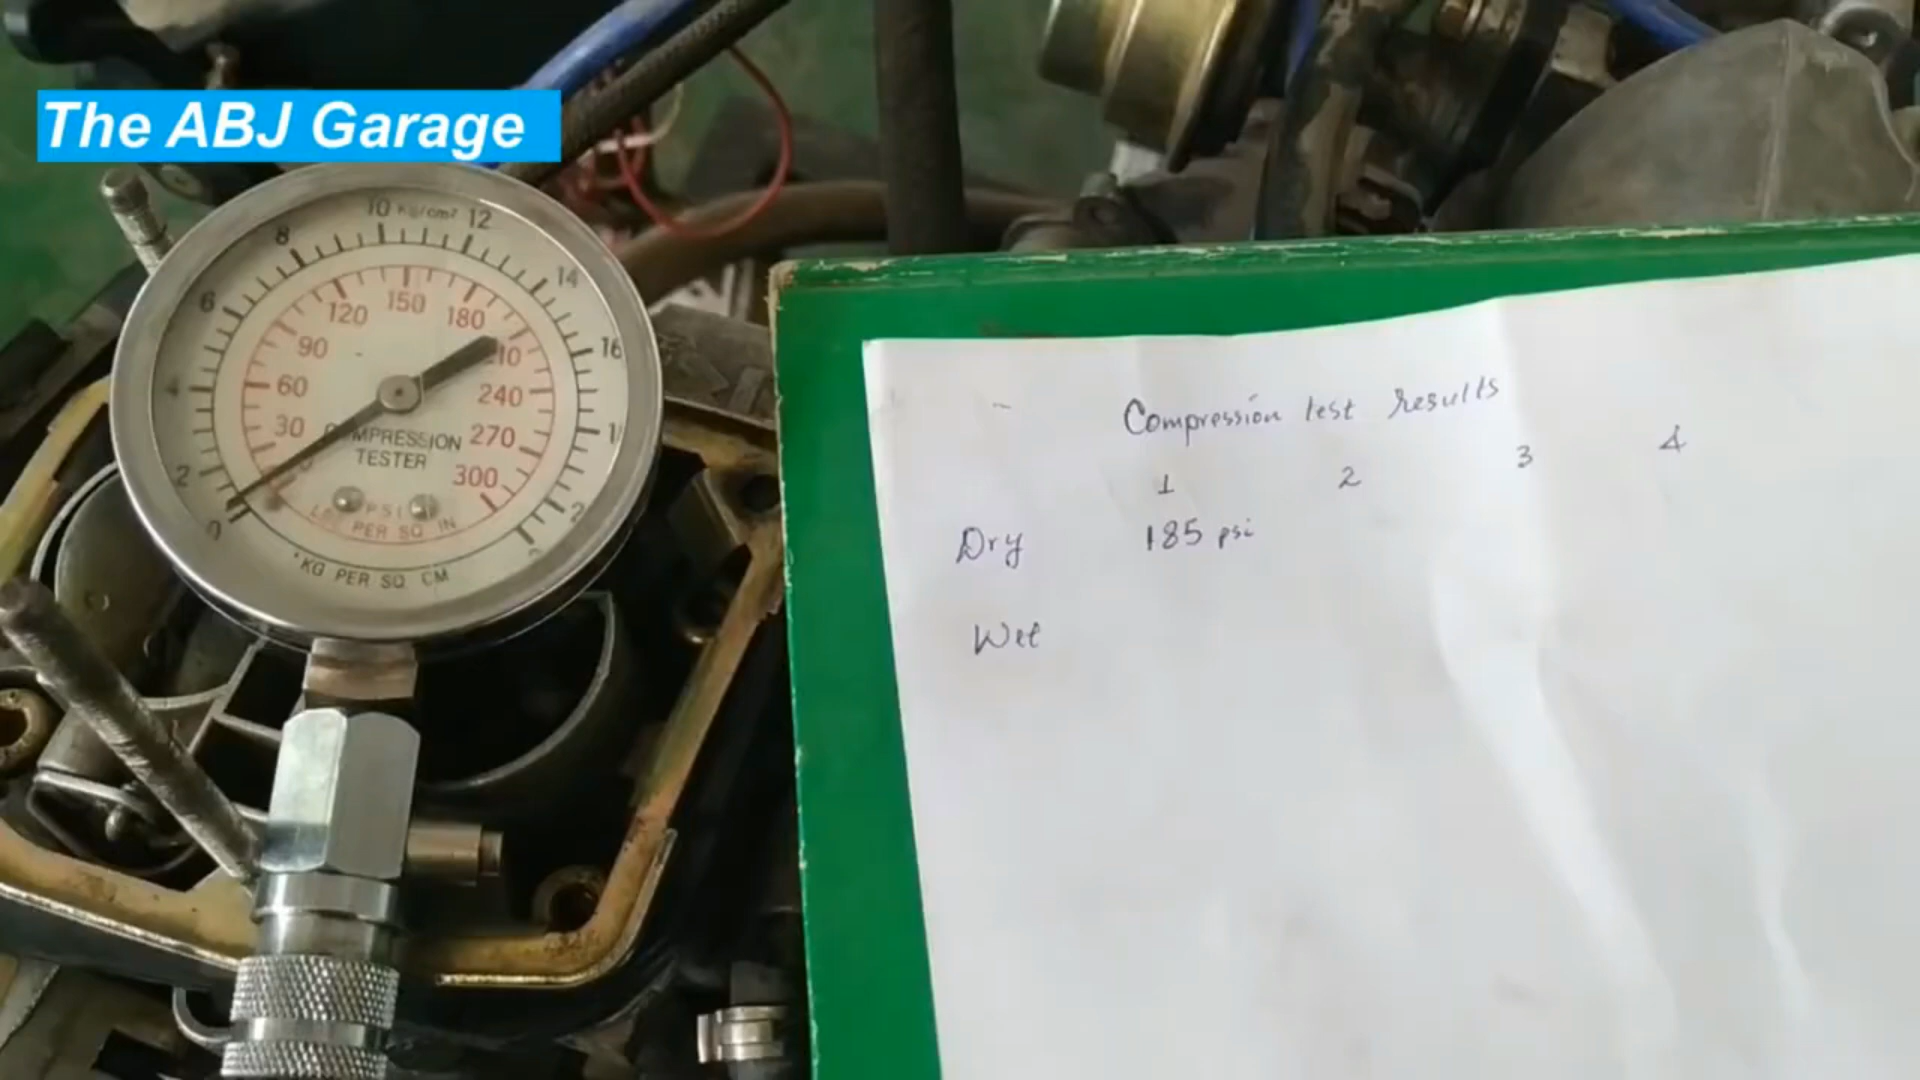 The ABJ Garage
10 KG/cm² 12
8 14
6 16
4
2
0
120 150 180
90 210
60 240
30 270
0 300
COMPRESSION
TESTER
PSI
LBS PER SQ IN
*KG PER SQ CM
Compression test results
1 2 3 4
Dry 185 psi
Wet